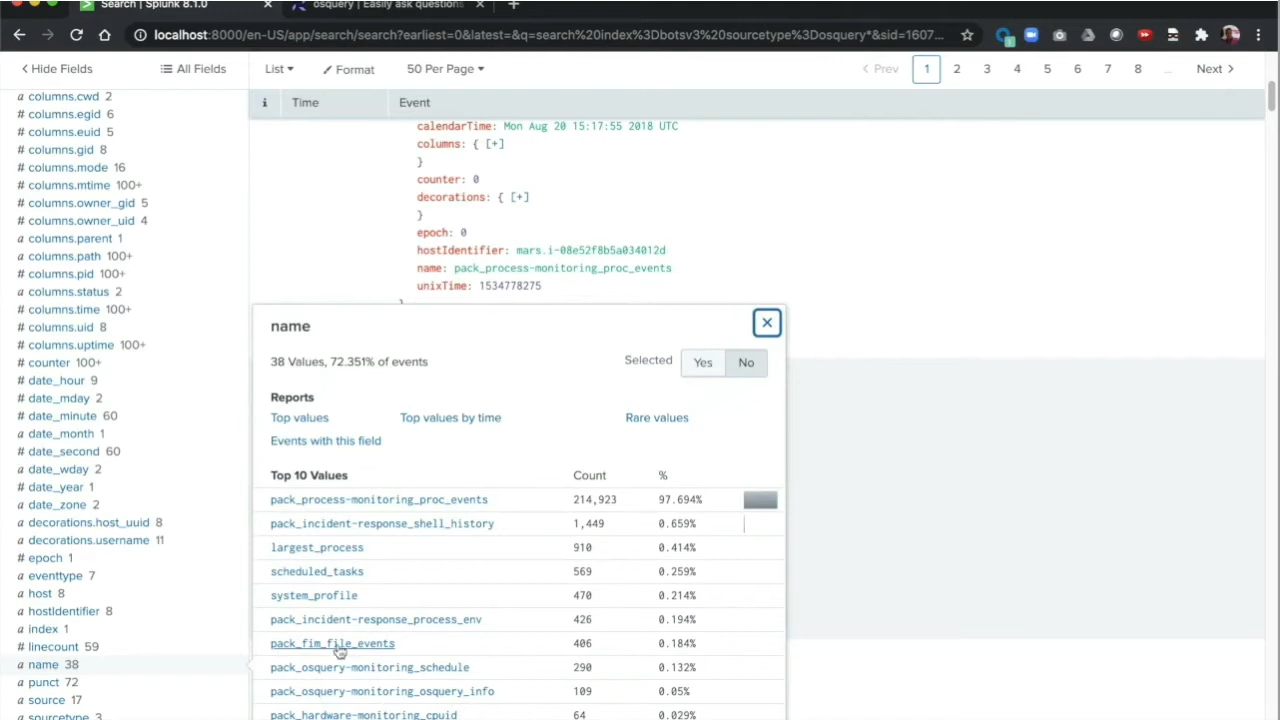 Search | Splunk 8.1.0
osquery | Easily ask questions
localhost:8000/en-US/app/search/search?earliest=0&latest=&q=search%20index%3Dbotsv3%20sourcetype%3Dosquery*&sid=1607...
Hide Fields
All Fields
List
Format
50 Per Page
Prev
1
2
3
4
5
6
7
8
...
Next
i
Time
Event
a columns.cwd 2
# columns.egid 6
# columns.euid 5
# columns.gid 8
# columns.mode 16
# columns.mtime 100+
# columns.owner_gid 5
# columns.owner_uid 4
a columns.parent 1
a columns.path 100+
# columns.pid 100+
a columns.status 2
# columns.time 100+
# columns.uid 8
# columns.uptime 100+
# counter 100+
# date_hour 9
# date_mday 2
# date_minute 60
a date_month 1
# date_second 60
a date_wday 2
# date_year 1
a date_zone 2
a decorations.host_uuid 8
a decorations.username 11
# epoch 1
a eventtype 7
a host 8
a hostIdentifier 8
a index 1
# linecount 59
a name 38
a punct 72
a source 17
a sourcetype 3
calendarTime: Mon Aug 20 15:17:55 2018 UTC
columns: { [+]
}
counter: 0
decorations: { [+]
}
epoch: 0
hostIdentifier: mars.i-08e52f8b5a034012d
name: pack_process-monitoring_proc_events
unixTime: 1534778275
}
name
38 Values, 72.351% of events
Selected
Yes
No
Reports
Top values
Top values by time
Rare values
Events with this field
Top 10 Values Count %
pack_process-monitoring_proc_events 214,923 97.694%
pack_incident-response_shell_history 1,449 0.659%
largest_process 910 0.414%
scheduled_tasks 569 0.259%
system_profile 470 0.214%
pack_incident-response_process_env 426 0.194%
pack_fim_file_events 406 0.184%
pack_osquery-monitoring_schedule 290 0.132%
pack_osquery-monitoring_osquery_info 109 0.05%
pack_hardware-monitoring_cpuid 64 0.029%